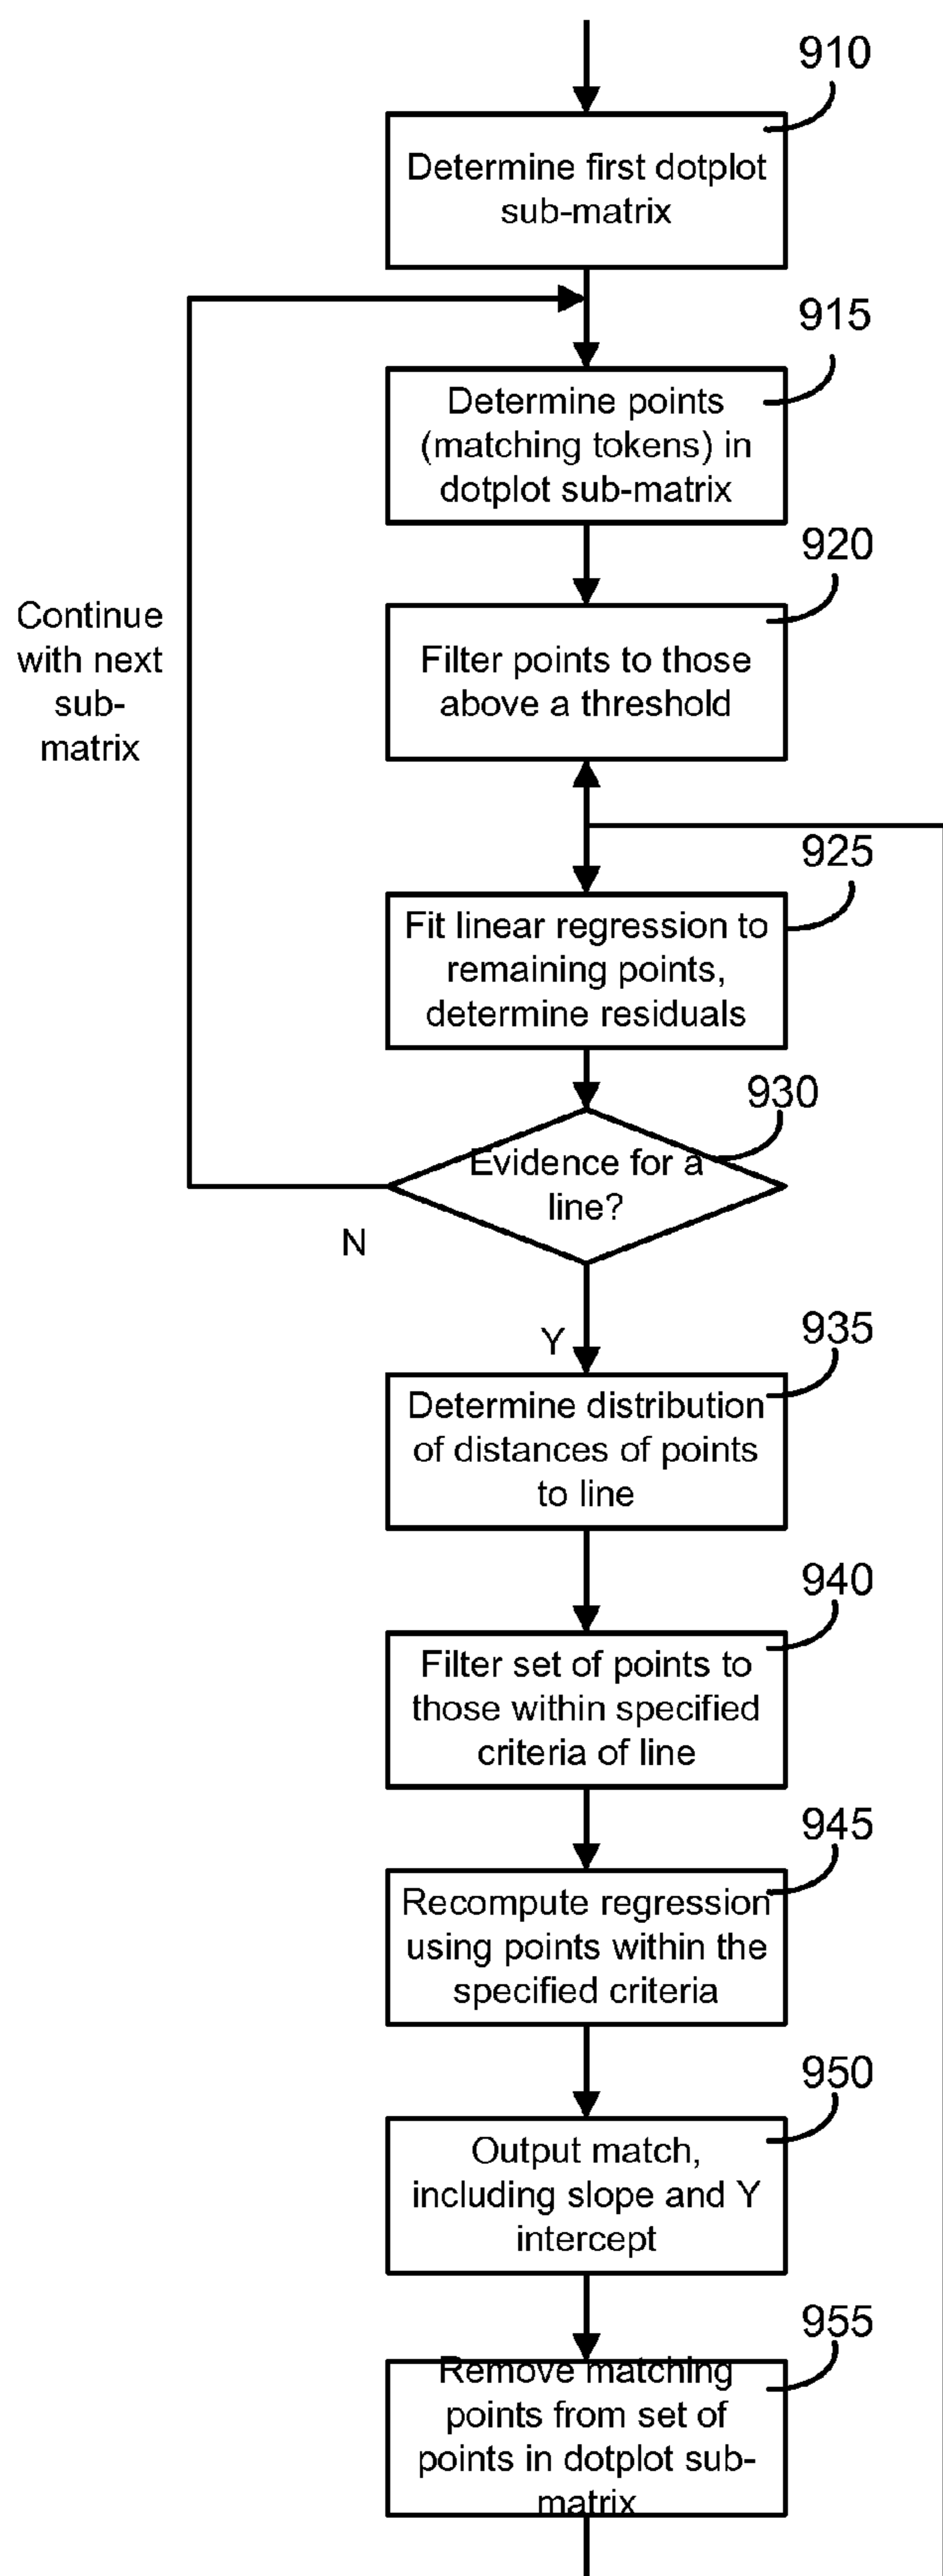 910
Determine first dotplot
sub-matrix
915
Determine points
(matching tokens) in
dotplot sub-matrix
920
Filter points to those
above a threshold
Continue
with next
sub-
matrix
925
Fit linear regression to
remaining points,
determine residuals
930
Evidence for a
line?
N
Y
935
Determine distribution
of distances of points
to line
940
Filter set of points to
those within specified
criteria of line
945
Recompute regression
using points within the
specified criteria
950
Output match,
including slope and Y
intercept
955
Remove matching
points from set of
points in dotplot sub-
matrix